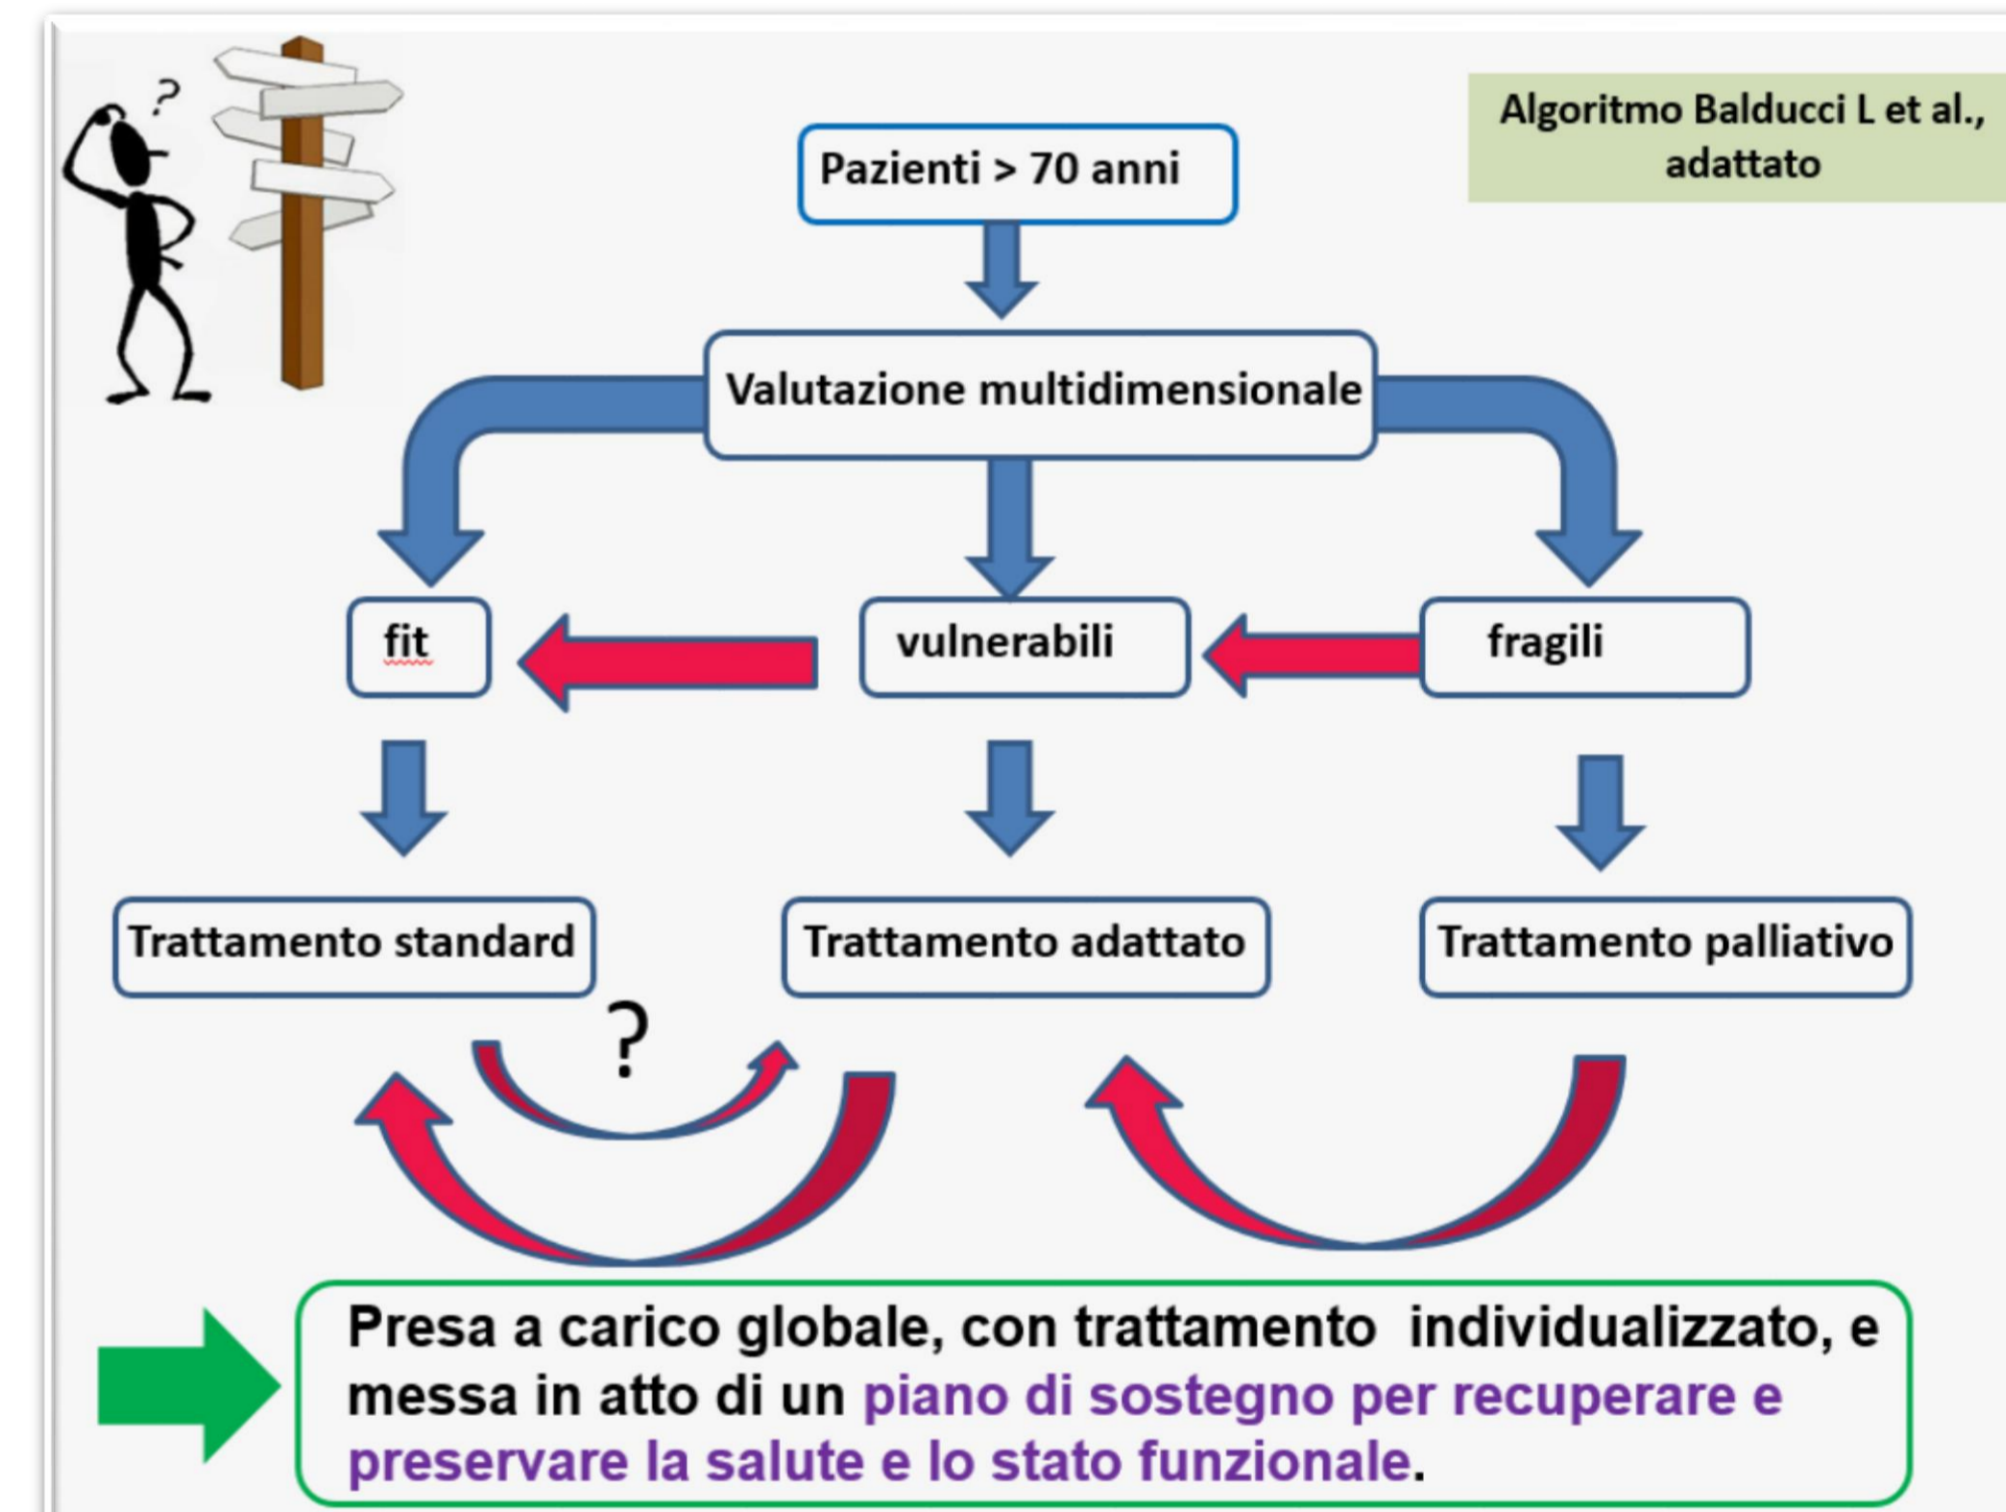 ?
Algoritmo Balducci L et al.,
adattato
Pazienti > 70 anni
Valutazione multidimensionale
fit
vulnerabili
fragili
Trattamento standard
Trattamento adattato
Trattamento palliativo
?
Presa a carico globale, con trattamento individualizzato, e
messa in atto di un piano di sostegno per recuperare e
preservare la salute e lo stato funzionale.